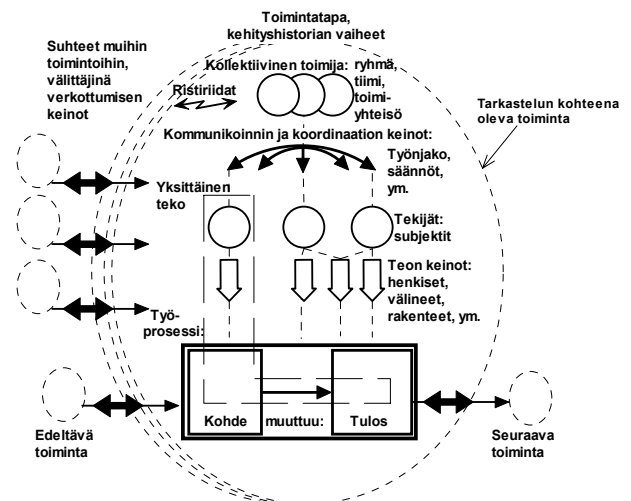 Toimintatapa,
kehityshistorian vaiheet
Suhteet muihin
toimintoihin,
välittäjinä
verkottumisen
keinot
Kollektiivinen toimija: ryhmä,
tiimi,
toimi-
yhteisö
Ristiriidat
Tarkastelun kohteena
oleva toiminta
Kommunikoinnin ja koordinaation keinot:
Työnjako,
säännöt,
ym.
Yksittäinen
teko
Tekijät:
subjektit
Teon keinot:
henkiset,
välineet,
rakenteet, ym.
Työ-
prosessi:
Kohde muuttuu: Tulos
Edeltävä
toiminta
Seuraava
toiminta